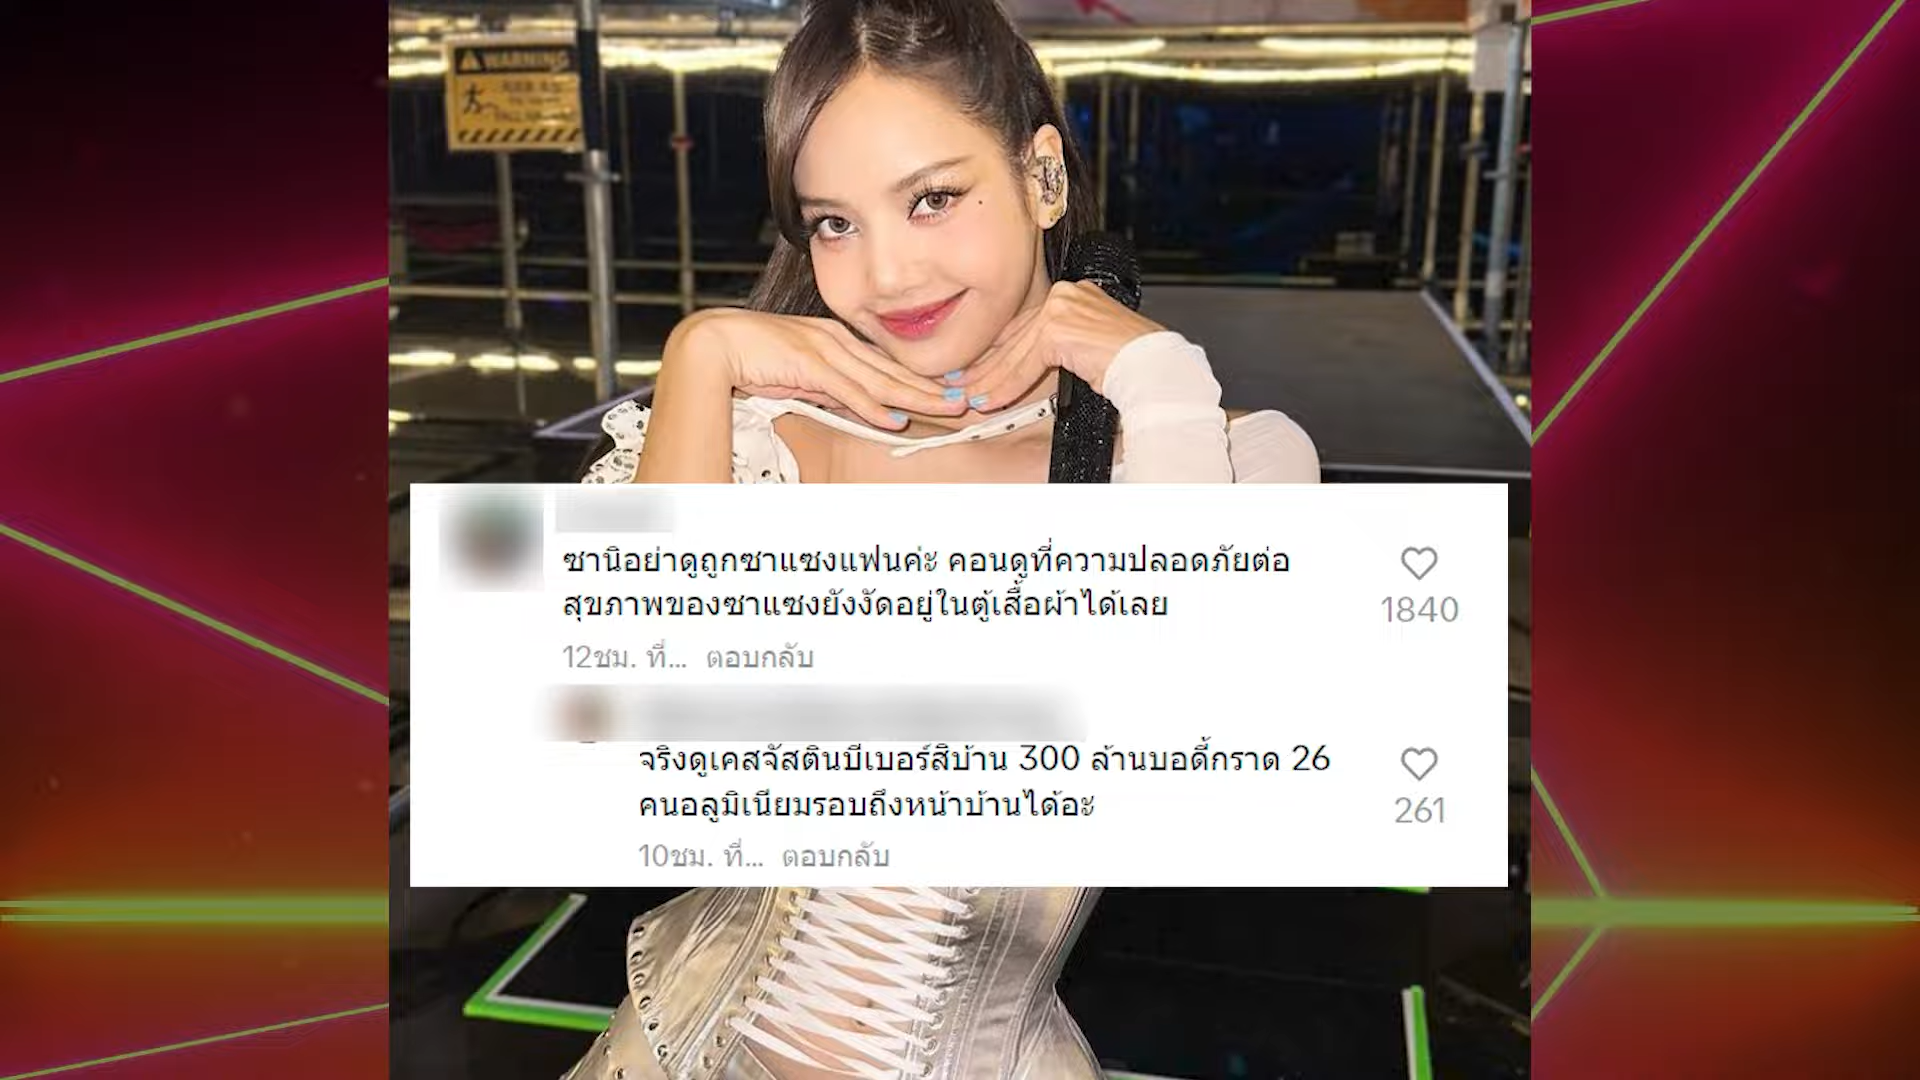 WARNING
ซานิอย่าดูถูกซาแซงแฟนค่ะ คอนดูที่ความปลอดภัยต่อ
สุขภาพของซาแซงยังงัดอยู่ในตู้เสื้อผ้าได้เลย
1840
12ชม. ที่... ตอบกลับ
จริงดูเคสจัสตินบีเบอร์สิบ้าน 300 ล้านบอดี้กราด 26
คนอลูมิเนียมรอบถึงหน้าบ้านได้อะ
261
10ชม. ที่... ตอบกลับ